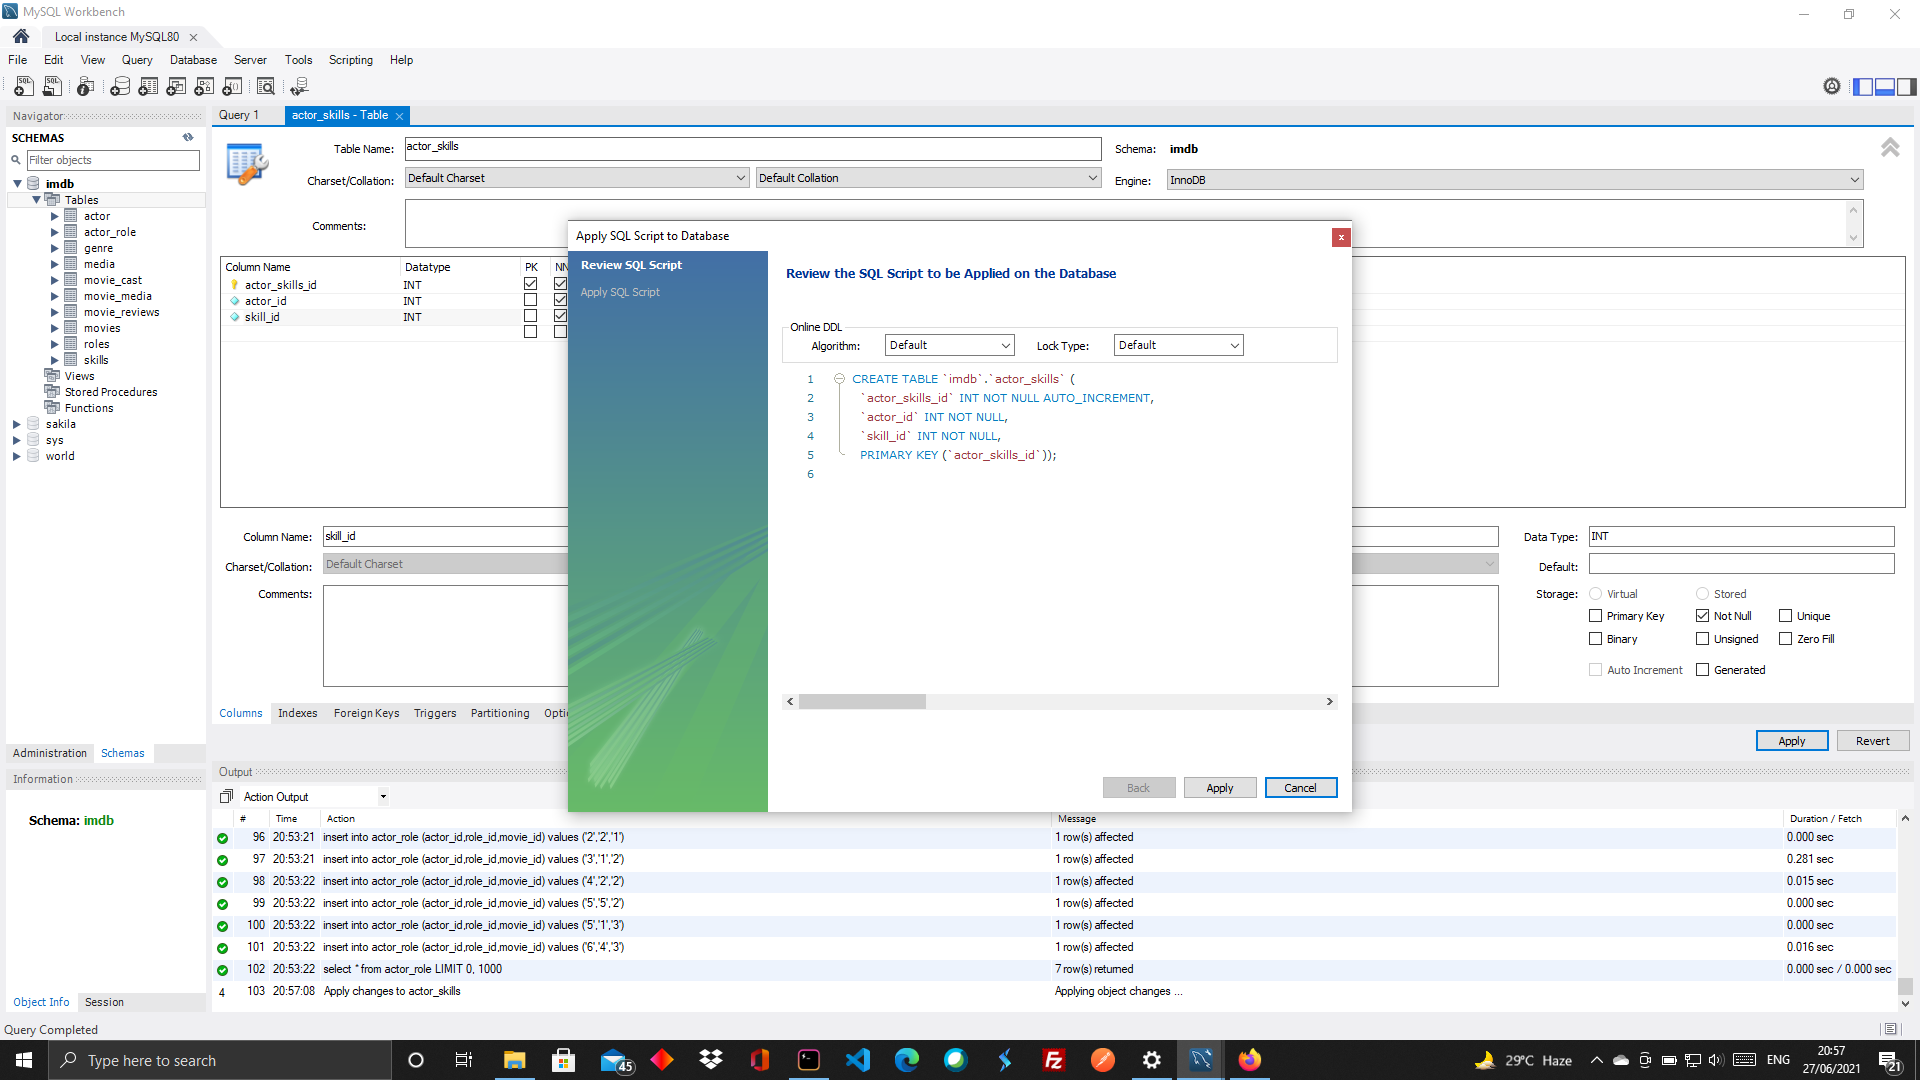 MySQL Workbench
Local instance MySQL80
File Edit View Query Database Server Tools Scripting Help
Navigator
SCHEMAS
Filter objects
imdb
Tables
actor
actor_role
genre
media
movie_cast
movie_media
movie_reviews
movies
roles
skills
Views
Stored Procedures
Functions
sakila
sys
world
Administration Schemas
Information
Schema: imdb
Object Info Session
Query Completed
Query 1 actor_skills - Table
Table Name: actor_skills Schema: imdb
Charset/Collation: Default Charset Default Collation Engine: InnoDB
Comments:
Column Name Datatype PK NN
actor_skills_id INT
actor_id INT
skill_id INT
Column Name: skill_id Data Type: INT
Charset/Collation: Default Charset Default:
Comments: Storage: Virtual Stored
Primary Key Not Null Unique
Binary Unsigned Zero Fill
Auto Increment Generated
Columns Indexes Foreign Keys Triggers Partitioning Optio
Apply Revert
Apply SQL Script to Database
x
Review SQL Script
Apply SQL Script
Review the SQL Script to be Applied on the Database
Online DDL
Algorithm: Default Lock Type: Default
1 CREATE TABLE `imdb`.`actor_skills` (
2 `actor_skills_id` INT NOT NULL AUTO_INCREMENT,
3 `actor_id` INT NOT NULL,
4 `skill_id` INT NOT NULL,
5 PRIMARY KEY (`actor_skills_id`));
6
Back Apply Cancel
Output
Action Output
# Time Action Message Duration / Fetch
96 20:53:21 insert into actor_role (actor_id,role_id,movie_id) values ('2','2','1') 1 row(s) affected 0.000 sec
97 20:53:21 insert into actor_role (actor_id,role_id,movie_id) values ('3','1','2') 1 row(s) affected 0.281 sec
98 20:53:22 insert into actor_role (actor_id,role_id,movie_id) values ('4','2','2') 1 row(s) affected 0.015 sec
99 20:53:22 insert into actor_role (actor_id,role_id,movie_id) values ('5','5','2') 1 row(s) affected 0.000 sec
100 20:53:22 insert into actor_role (actor_id,role_id,movie_id) values ('5','1','3') 1 row(s) affected 0.000 sec
101 20:53:22 insert into actor_role (actor_id,role_id,movie_id) values ('6','4','3') 1 row(s) affected 0.016 sec
102 20:53:22 select * from actor_role LIMIT 0, 1000 7 row(s) returned 0.000 sec / 0.000 sec
4 103 20:57:08 Apply changes to actor_skills Applying object changes ...
Type here to search
45
29°C Haze
ENG
20:57
27/06/2021
21